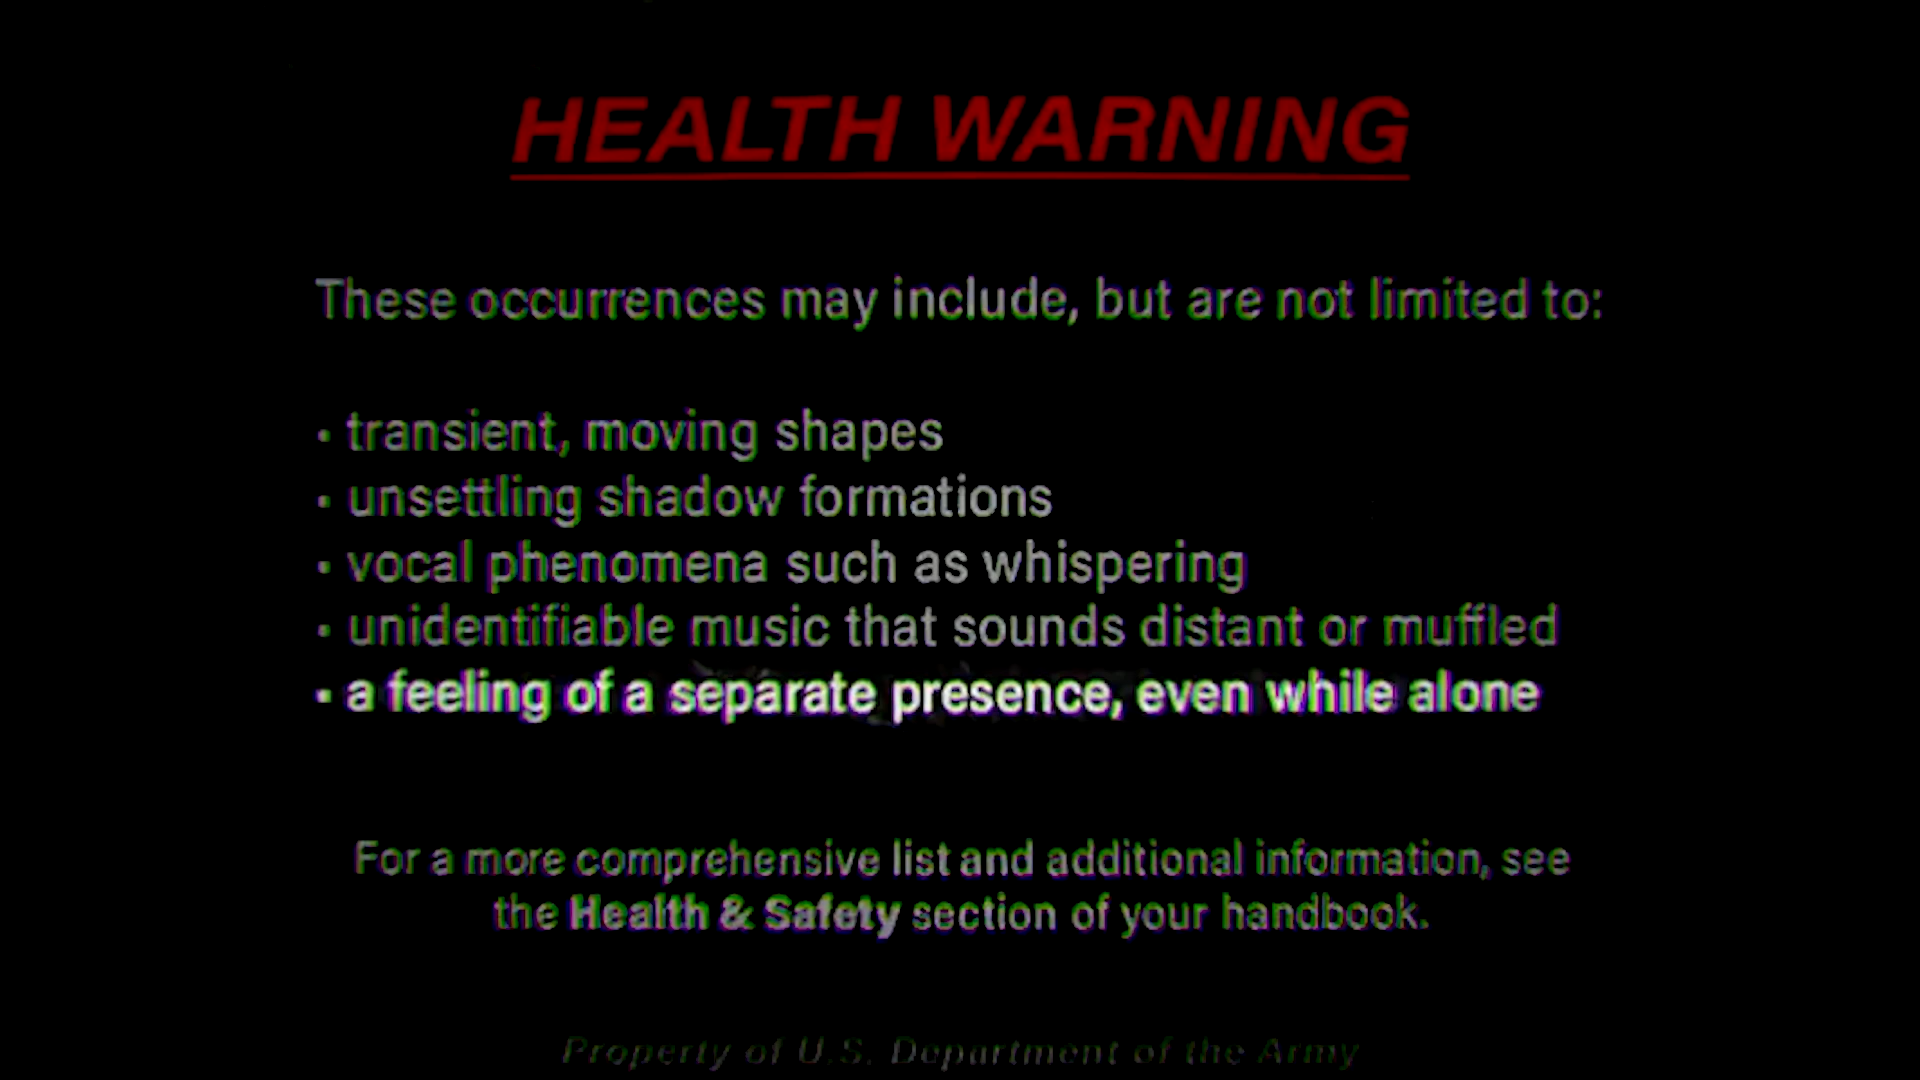 HEALTH WARNING
These occurrences may include, but are not limited to:
• transient, moving shapes
• unsettling shadow formations
• vocal phenomena such as whispering
• unidentifiable music that sounds distant or muffled
• a feeling of a separate presence, even while alone
For a more comprehensive list and additional information, see
the Health & Safety section of your handbook.
Property of U.S. Department of the Army